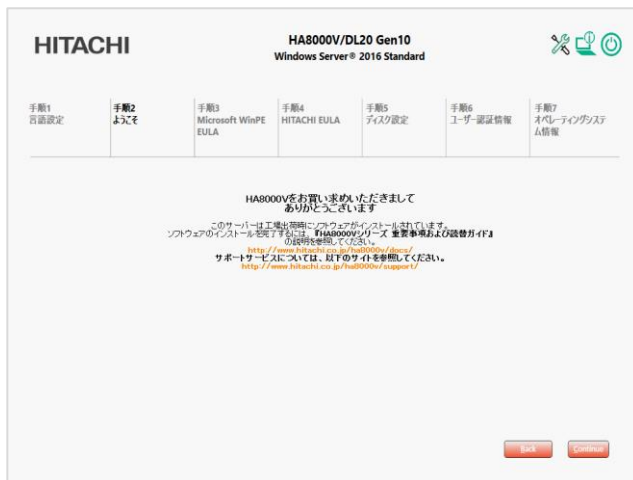 HITACHI
HA8000V/DL20 Gen10
Windows Server® 2016 Standard
手順1
言語設定
手順2
ようこそ
手順3
Microsoft WinPE
EULA
手順4
HITACHI EULA
手順5
ディスク設定
手順6
ユーザー認証情報
手順7
オペレーティングシステ
ム情報
HA8000Vをお買い求めいただきまして
ありがとうございます
このサーバーは工場出荷時にソフトウェアがインストールされています。
ソフトウェアのインストールを完了するには、『HA8000Vシリーズ 重要事項および読替ガイド』
の説明を参照してください。
http://www.hitachi.co.jp/ha8000v/docs/
サポートサービスについては、以下のサイトを参照してください。
http://www.hitachi.co.jp/ha8000v/support/
Back
Continue